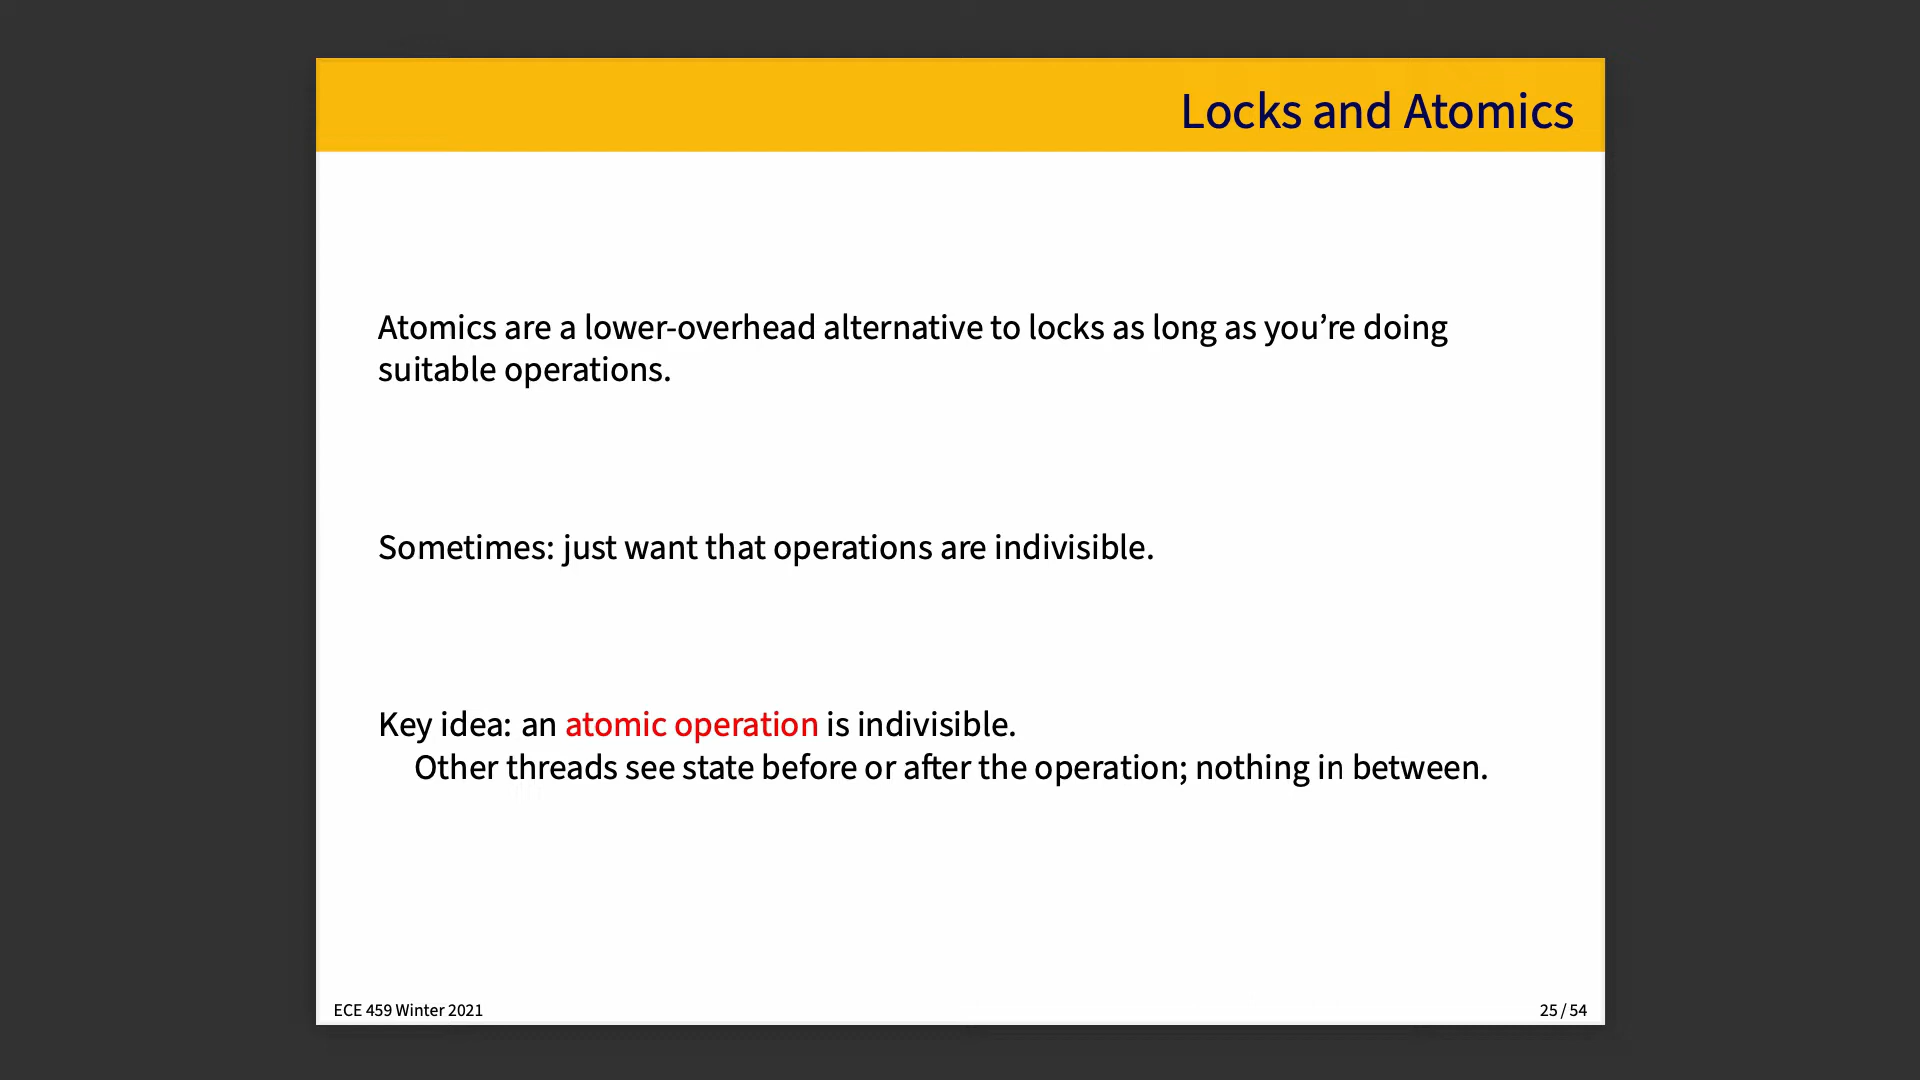 Locks and Atomics
Atomics are a lower-overhead alternative to locks as long as you’re doing
suitable operations.
Sometimes: just want that operations are indivisible.
Key idea: an atomic operation is indivisible.
Other threads see state before or after the operation; nothing in between.
ECE 459 Winter 2021
25 / 54